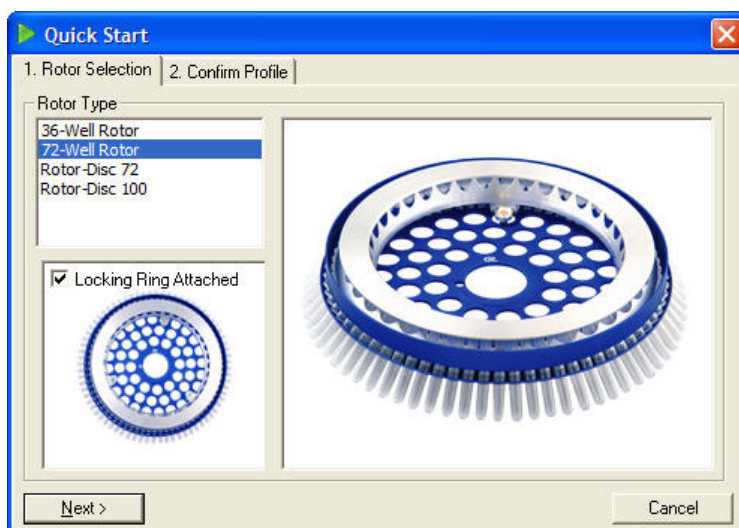 Quick Start
1. Rotor Selection
2. Confirm Profile
Rotor Type
36-Well Rotor
72-Well Rotor
Rotor-Disc 72
Rotor-Disc 100
Locking Ring Attached
Next >
Cancel